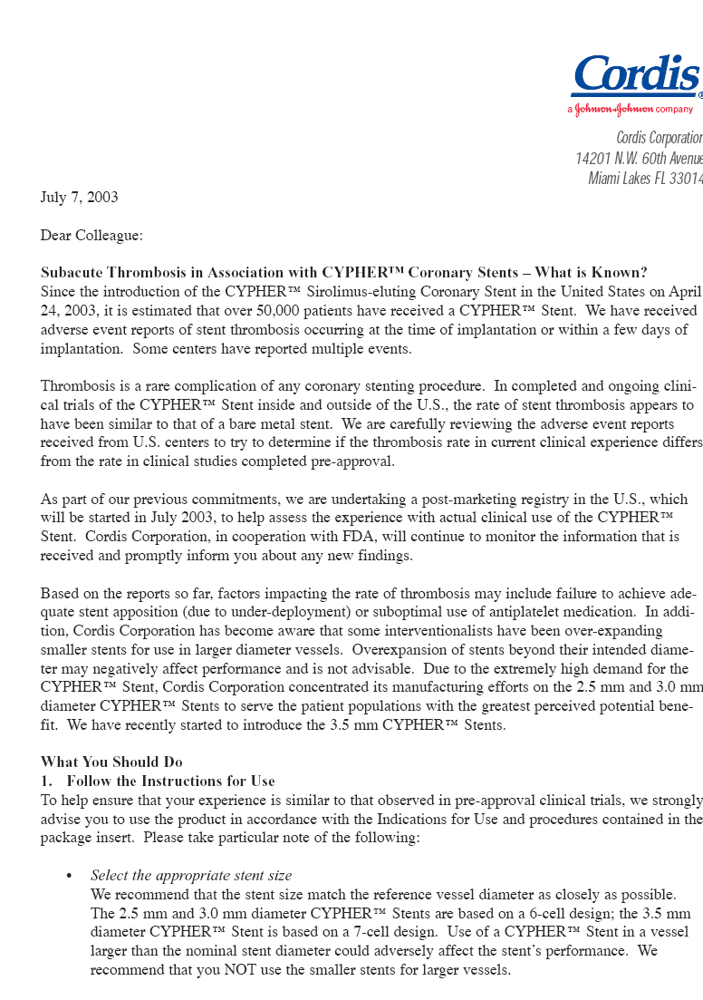 Cordis®
a Johnson & Johnson company
Cordis Corporation
14201 N.W. 60th Avenue
Miami Lakes FL 33014
July 7, 2003
Dear Colleague:
Subacute Thrombosis in Association with CYPHER™ Coronary Stents – What is Known?
Since the introduction of the CYPHER™ Sirolimus-eluting Coronary Stent in the United States on April
24, 2003, it is estimated that over 50,000 patients have received a CYPHER™ Stent. We have received
adverse event reports of stent thrombosis occurring at the time of implantation or within a few days of
implantation. Some centers have reported multiple events.
Thrombosis is a rare complication of any coronary stenting procedure. In completed and ongoing clini-
cal trials of the CYPHER™ Stent inside and outside of the U.S., the rate of stent thrombosis appears to
have been similar to that of a bare metal stent. We are carefully reviewing the adverse event reports
received from U.S. centers to try to determine if the thrombosis rate in current clinical experience differs
from the rate in clinical studies completed pre-approval.
As part of our previous commitments, we are undertaking a post-marketing registry in the U.S., which
will be started in July 2003, to help assess the experience with actual clinical use of the CYPHER™
Stent. Cordis Corporation, in cooperation with FDA, will continue to monitor the information that is
received and promptly inform you about any new findings.
Based on the reports so far, factors impacting the rate of thrombosis may include failure to achieve ade-
quate stent apposition (due to under-deployment) or suboptimal use of antiplatelet medication. In addi-
tion, Cordis Corporation has become aware that some interventionalists have been over-expanding
smaller stents for use in larger diameter vessels. Overexpansion of stents beyond their intended diame-
ter may negatively affect performance and is not advisable. Due to the extremely high demand for the
CYPHER™ Stent, Cordis Corporation concentrated its manufacturing efforts on the 2.5 mm and 3.0 mm
diameter CYPHER™ Stents to serve the patient populations with the greatest perceived potential bene-
fit. We have recently started to introduce the 3.5 mm CYPHER™ Stents.
What You Should Do
1. Follow the Instructions for Use
To help ensure that your experience is similar to that observed in pre-approval clinical trials, we strongly
advise you to use the product in accordance with the Indications for Use and procedures contained in the
package insert. Please take particular note of the following:
• Select the appropriate stent size
We recommend that the stent size match the reference vessel diameter as closely as possible.
The 2.5 mm and 3.0 mm diameter CYPHER™ Stents are based on a 6-cell design; the 3.5 mm
diameter CYPHER™ Stent is based on a 7-cell design. Use of a CYPHER™ Stent in a vessel
larger than the nominal stent diameter could adversely affect the stent's performance. We
recommend that you NOT use the smaller stents for larger vessels.